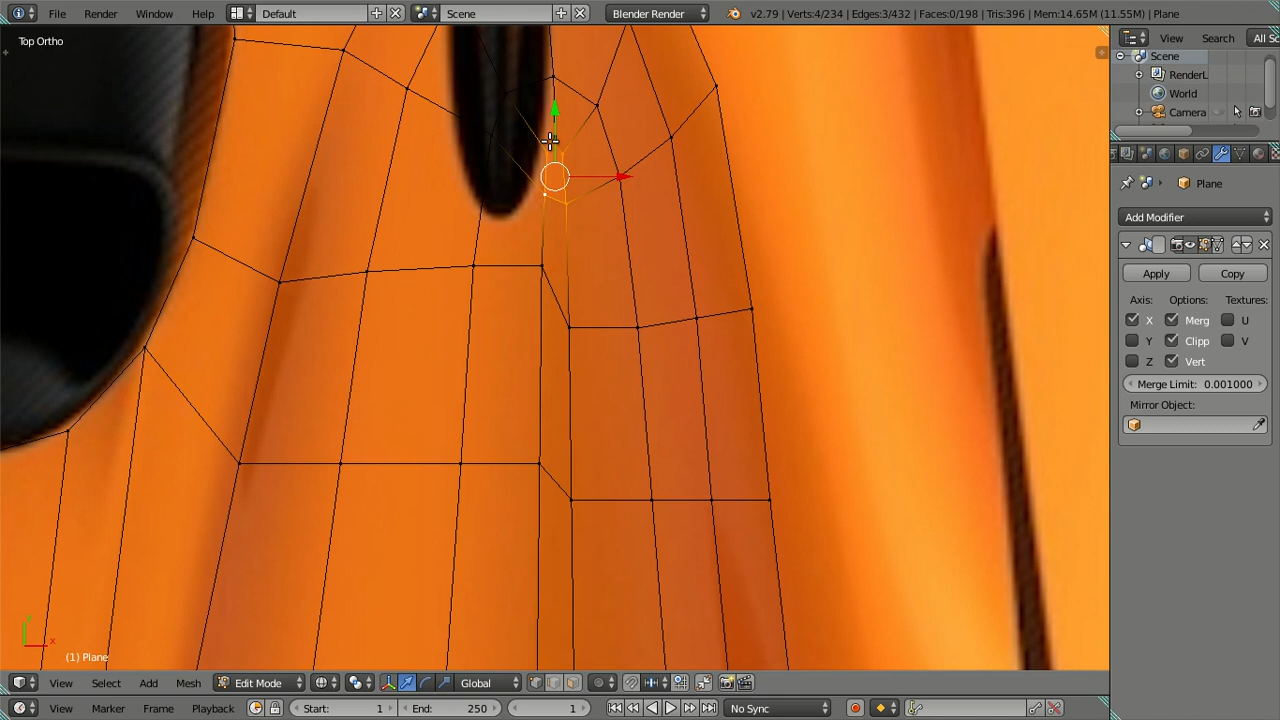 File Render Window Help Default Scene Blender Render v2.79 | Verts:4/234 | Edges:3/432 | Faces:0/198 | Tris:396 | Mem:14.65M (11.55M) | Plane
Top Ortho
View Search All Sc
Scene
RenderL
World
Camera
Plane
Add Modifier
Apply Copy
Axis: Options: Textures:
X Merg U
Y Clipp V
Z Vert
Merge Limit: 0.001000
Mirror Object:
y
x
(1) Plane
View Select Add Mesh Edit Mode Global
View Marker Frame Playback Start: 1 End: 250 1 No Sync